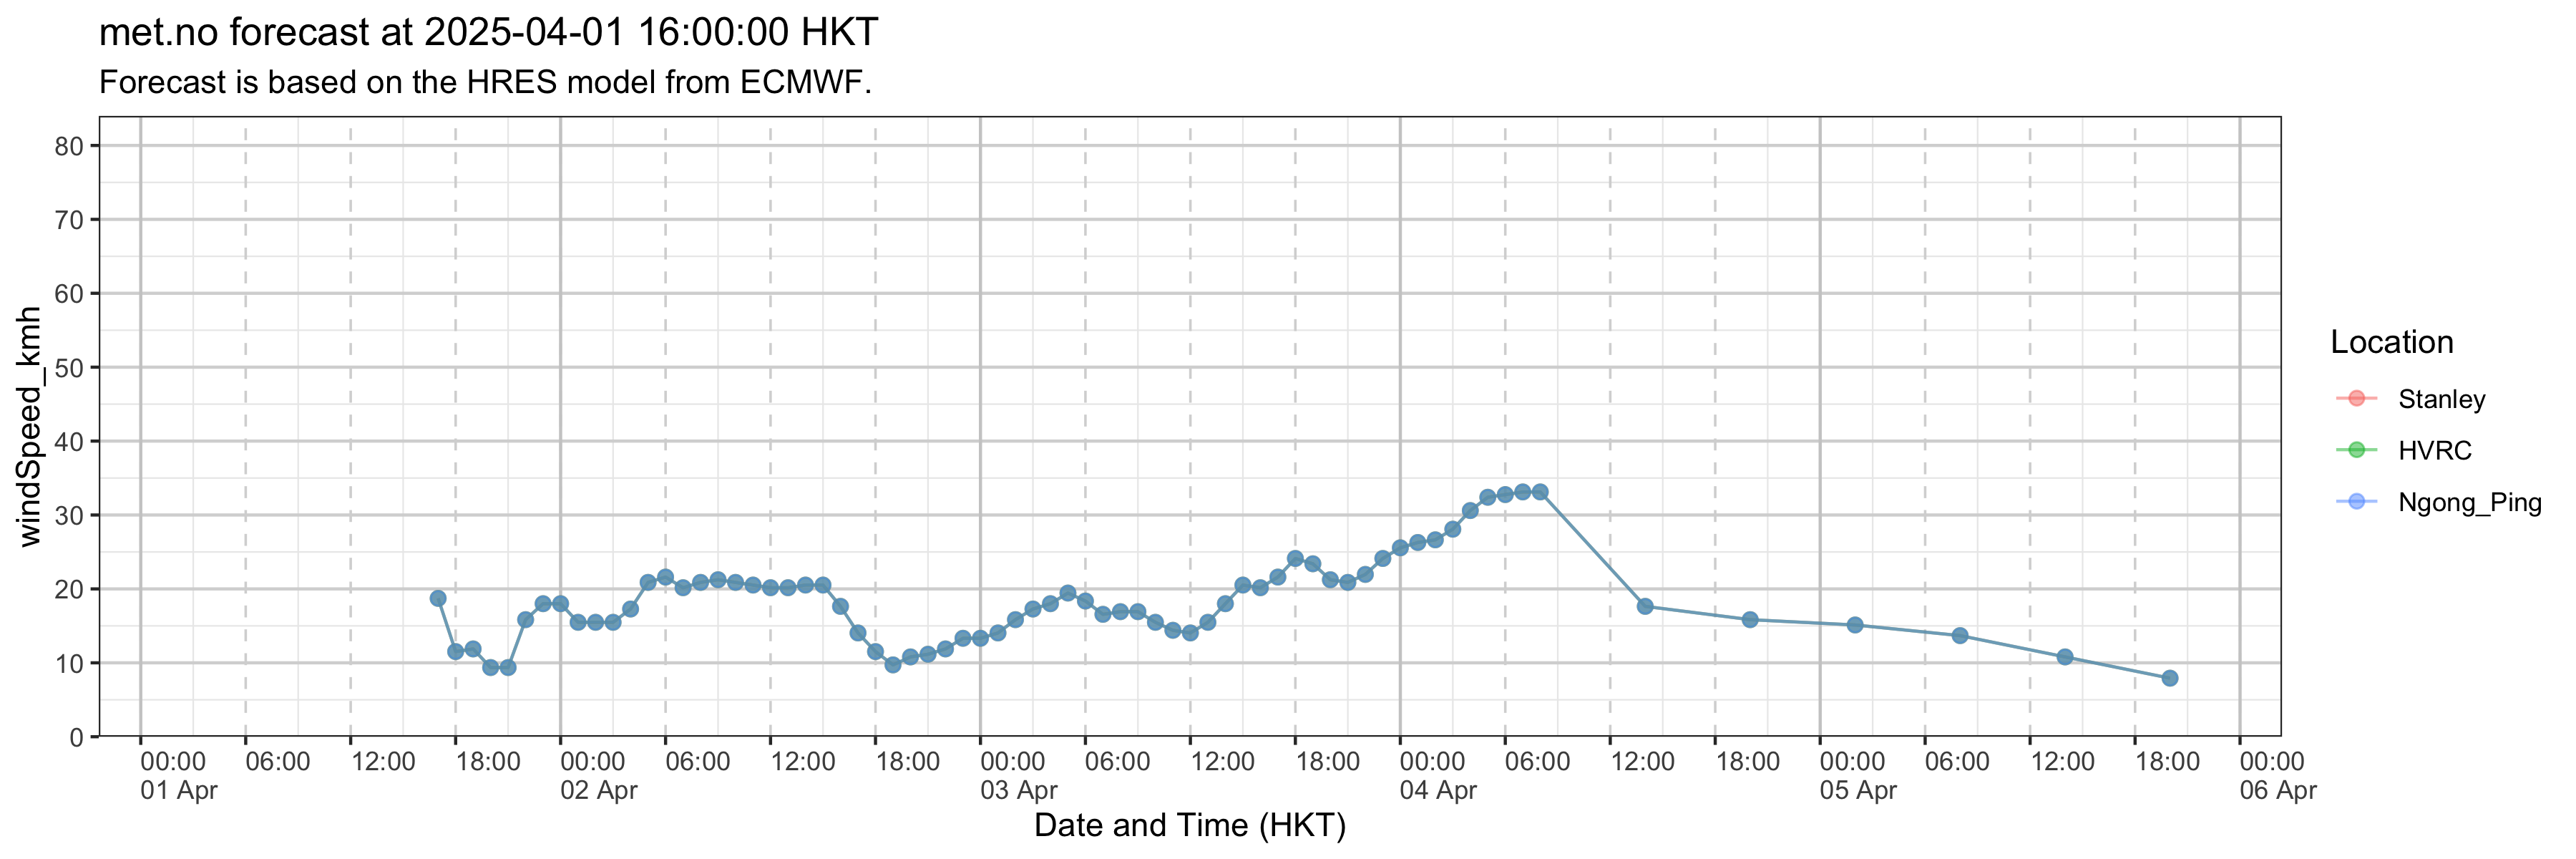 met.no forecast at 2025-04-01 16:00:00 HKT
Forecast is based on the HRES model from ECMWF.
windSpeed_kmh
80
70
60
50
40
30
20
10
0
00:00 06:00 12:00 18:00 00:00 06:00 12:00 18:00 00:00 06:00 12:00 18:00 00:00 06:00 12:00 18:00 00:00 06:00 12:00 18:00 00:00
01 Apr 02 Apr 03 Apr 04 Apr 05 Apr 06 Apr
Date and Time (HKT)
Location
Stanley
HVRC
Ngong_Ping